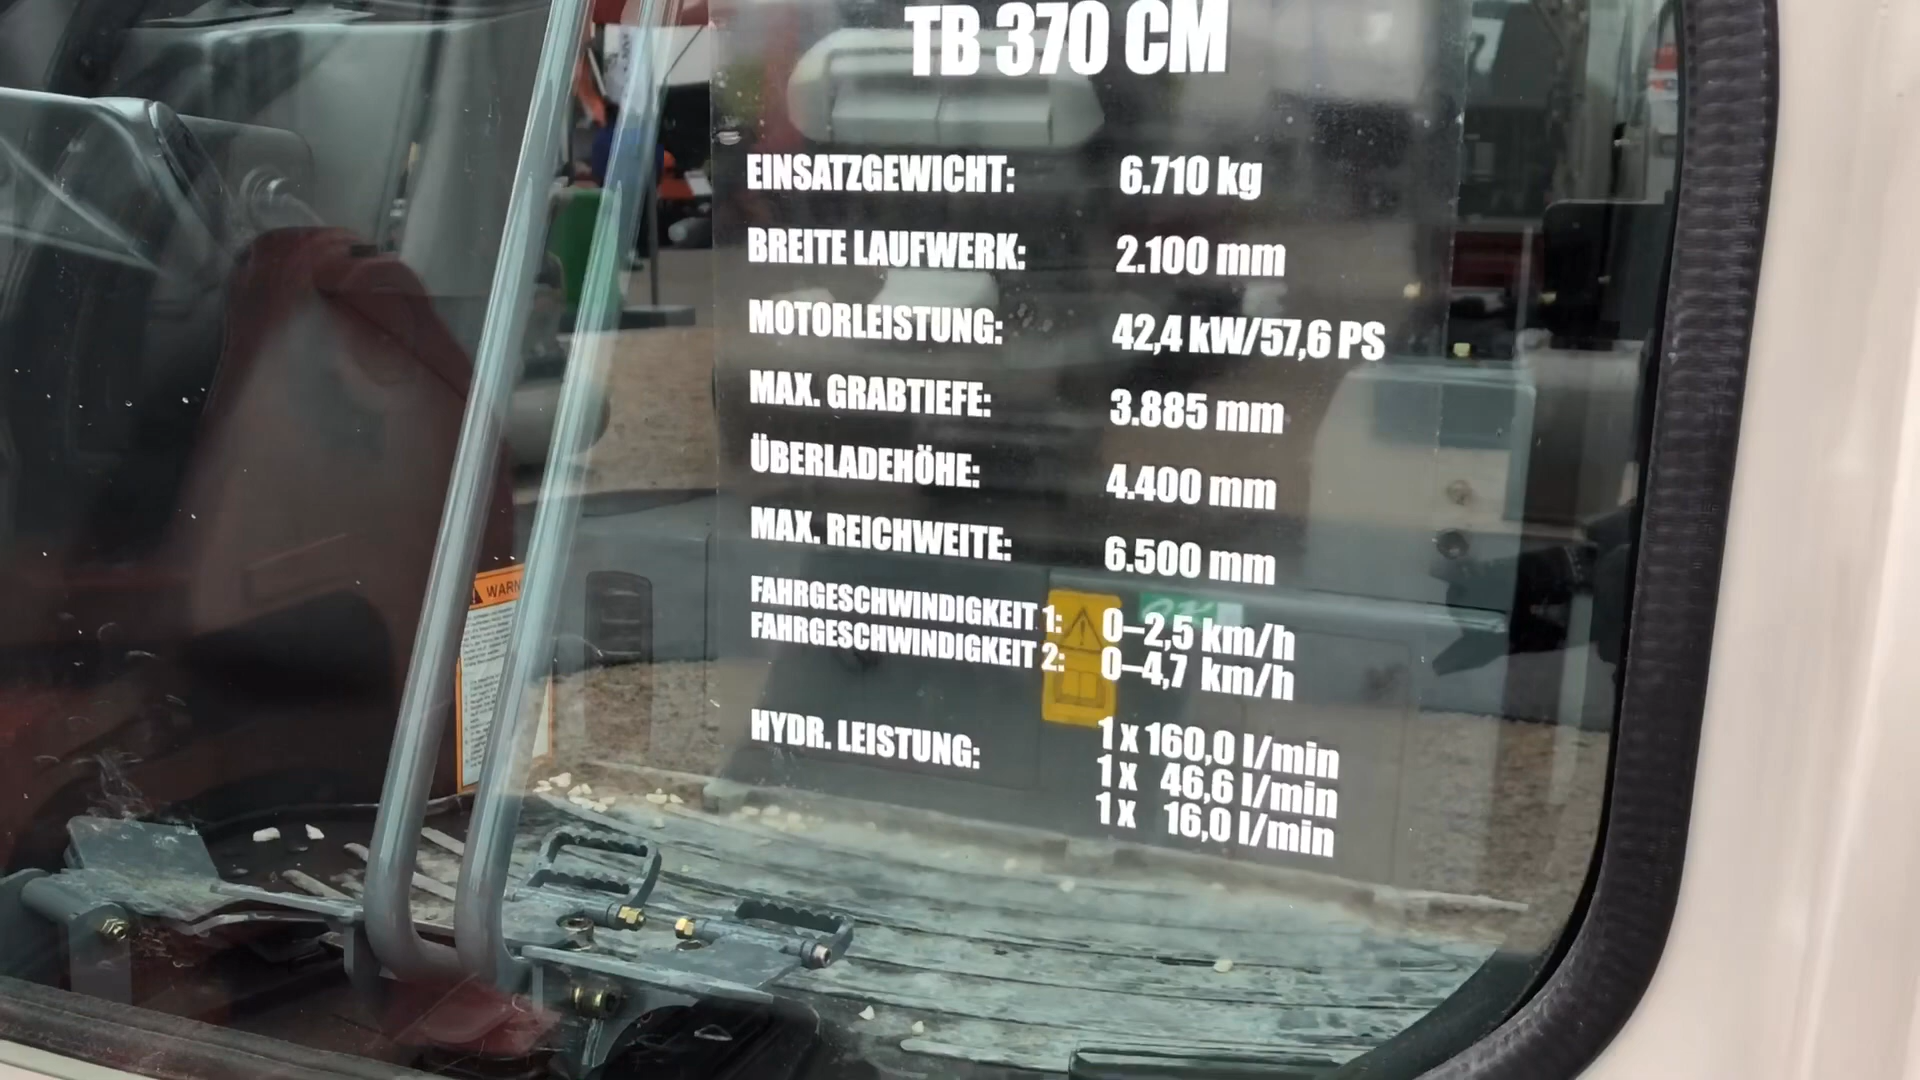 TB 370 CM
EINSATZGEWICHT: 6.710 kg
BREITE LAUFWERK: 2.100 mm
MOTORLEISTUNG: 42,4 kW/57,6 PS
MAX. GRABTIEFE: 3.885 mm
ÜBERLADEHÖHE: 4.400 mm
MAX. REICHWEITE: 6.500 mm
FAHRGESCHWINDIGKEIT 1: 0–2,5 km/h
FAHRGESCHWINDIGKEIT 2: 0–4,7 km/h
HYDR. LEISTUNG: 1 x 160,0 l/min
1 x 46,6 l/min
1 x 16,0 l/min